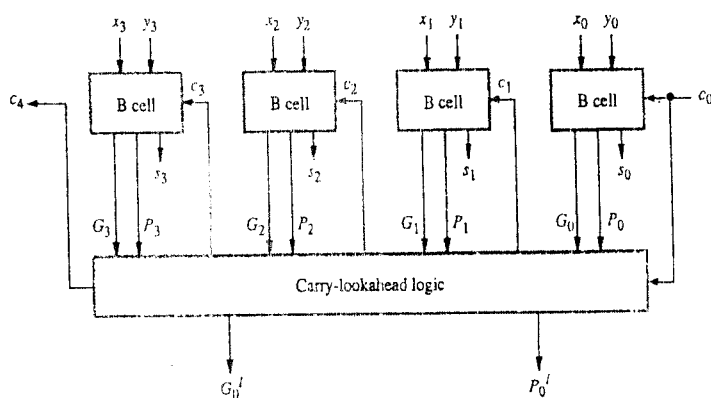 x₃ y₃ x₂ y₂ x₁ y₁ x₀ y₀
c₄ B cell c₃ B cell c₂ B cell c₁ B cell c₀
s₃ s₂ s₁ s₀
G₃ P₃ G₂ P₂ G₁ P₁ G₀ P₀
Carry-lookahead logic
G₀ᴵ P₀ᴵ